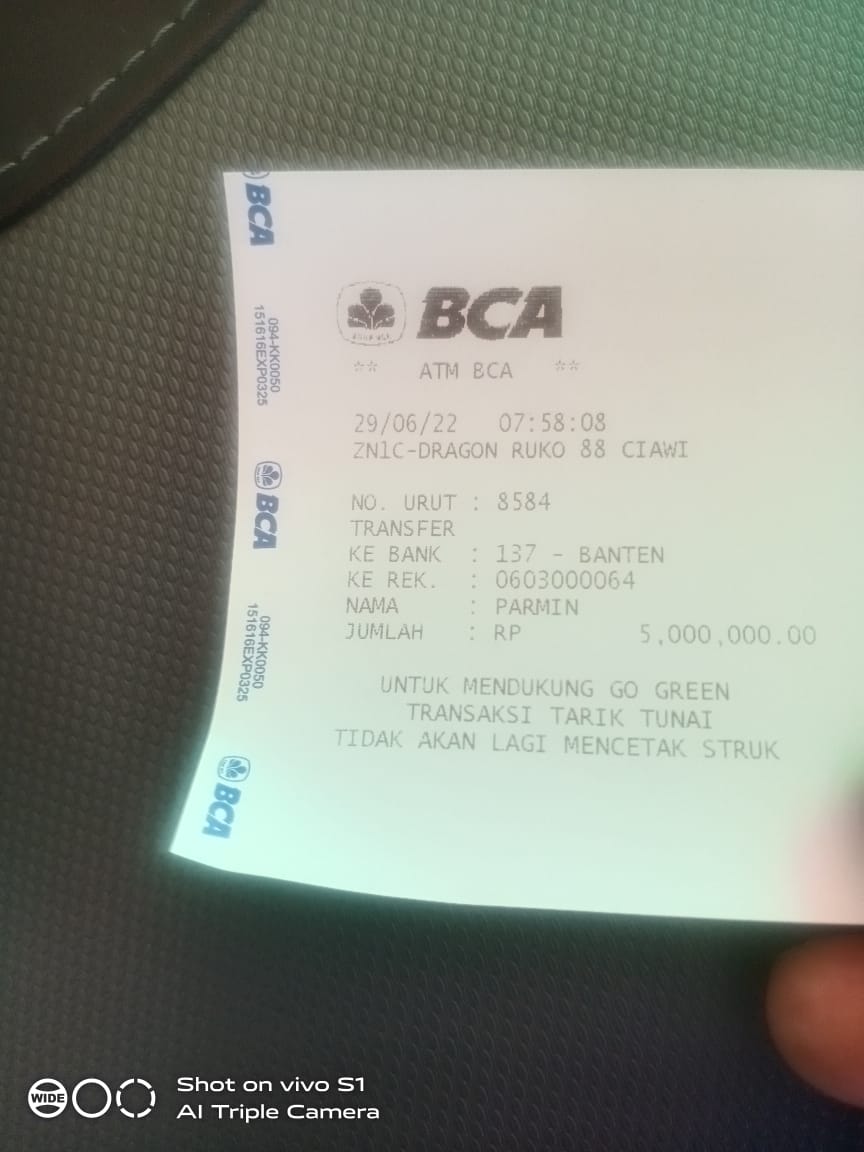 BCA
094-KK0050
151616EXP0325
BCA
094-KK0050
151616EXP0325
BCA
BCA
** ATM BCA **
29/06/22 07:58:08
ZN1C-DRAGON RUKO 88 CIAWI
NO. URUT : 8584
TRANSFER
KE BANK : 137 - BANTEN
KE REK. : 0603000064
NAMA : PARMIN
JUMLAH : RP 5,000,000.00
UNTUK MENDUKUNG GO GREEN
TRANSAKSI TARIK TUNAI
TIDAK AKAN LAGI MENCETAK STRUK
WIDE
Shot on vivo S1
AI Triple Camera